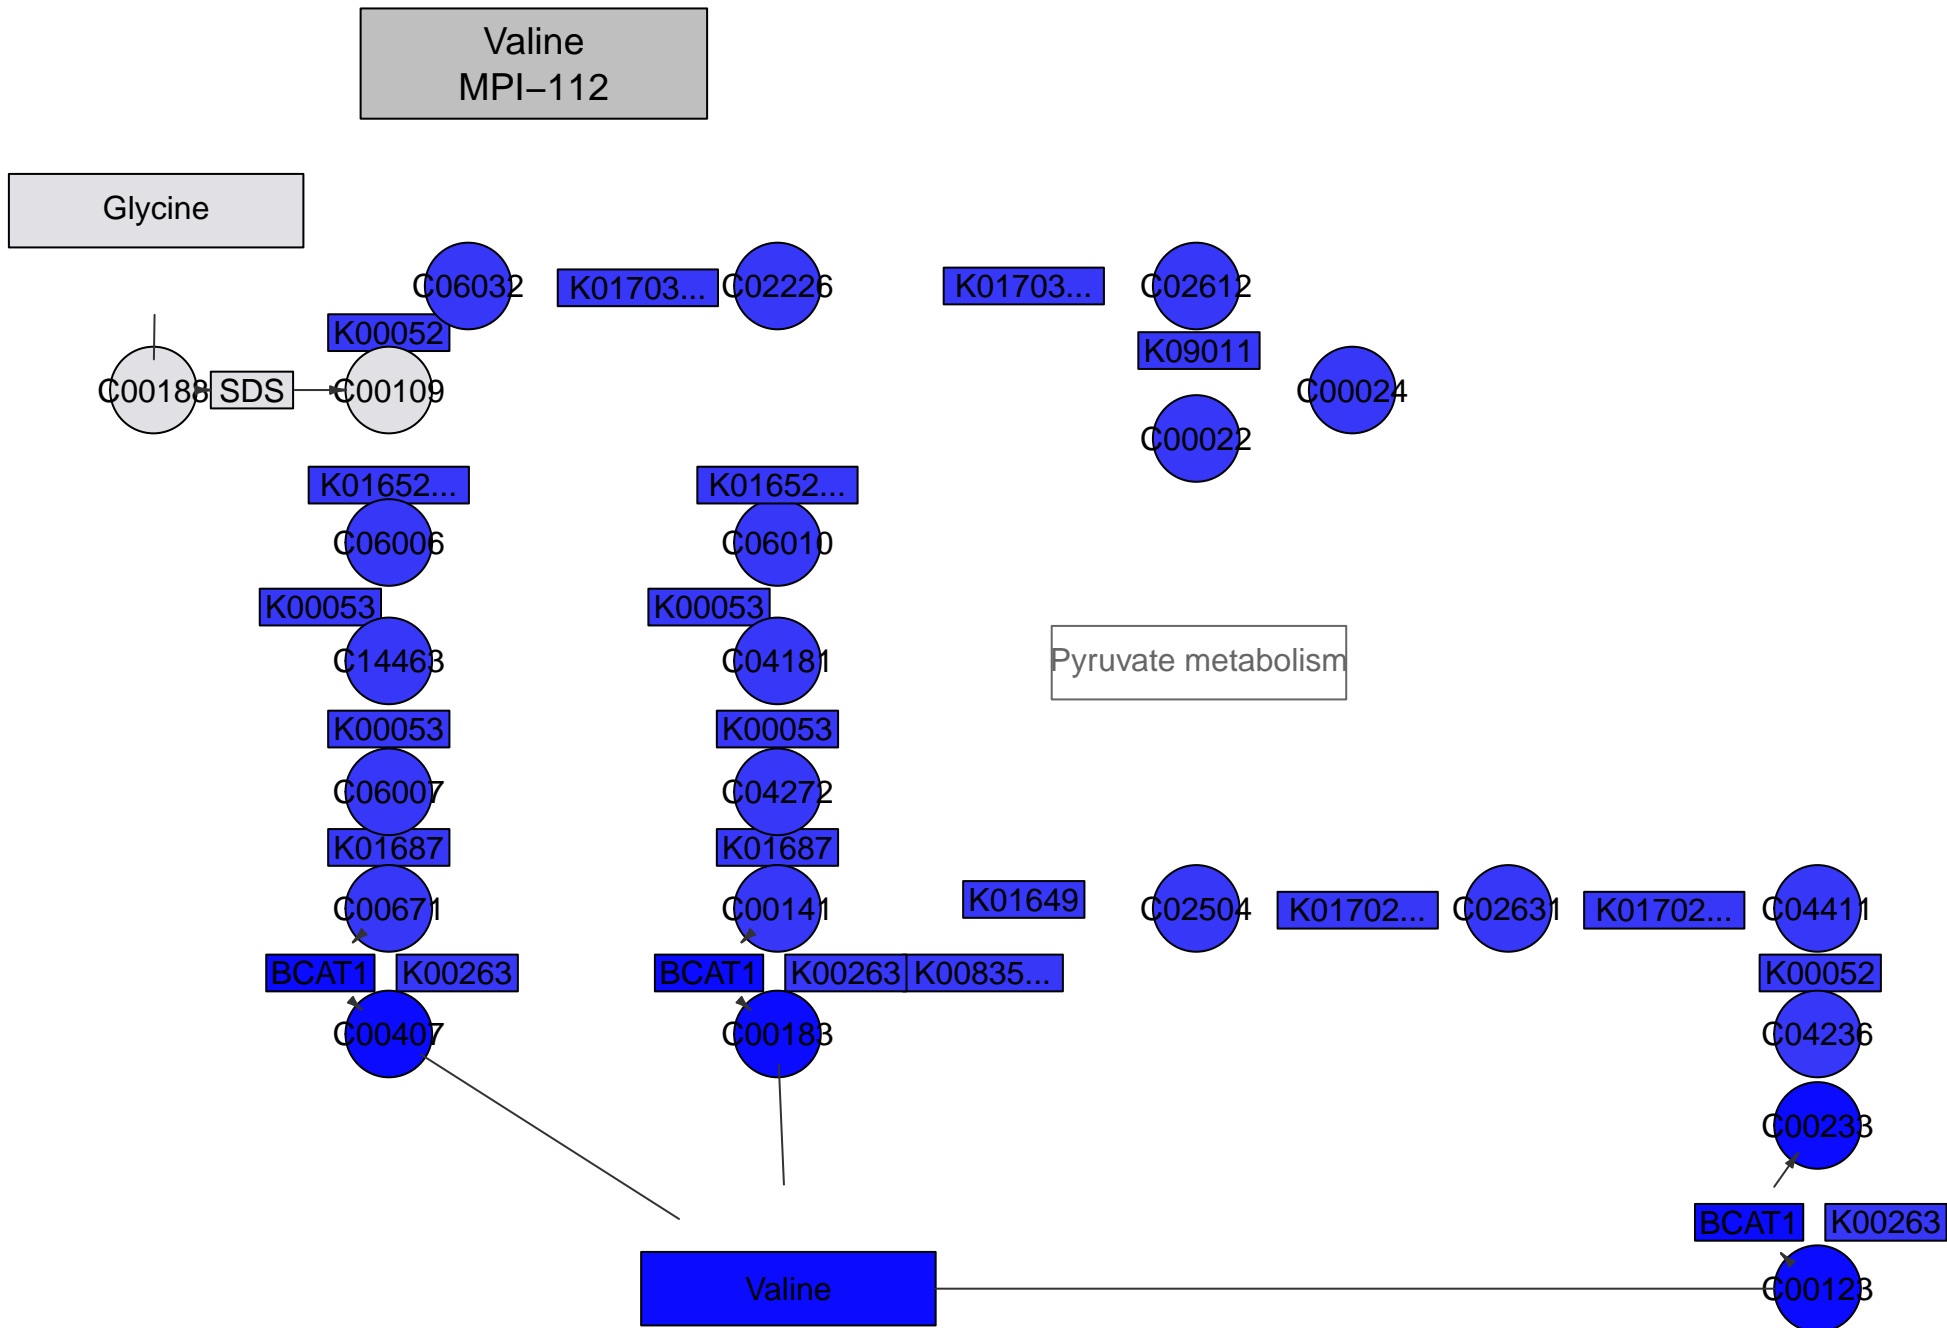 Valine
MPI−112
Glycine
C06032
K01703...
C02226
K01703...
C02612
K00052
K09011
C00188
SDS
C00109
C00024
C00022
K01652...
K01652...
C06006
C06010
K00053
K00053
C14463
C04181
Pyruvate metabolism
K00053
K00053
C06007
C04272
K01687
K01687
C00671
C00141
K01649
C02504
K01702...
C02631
K01702...
C04411
BCAT1
K00263
BCAT1
K00263
K00835...
K00052
C00407
C00183
C04236
C00233
BCAT1
K00263
Valine
C00123